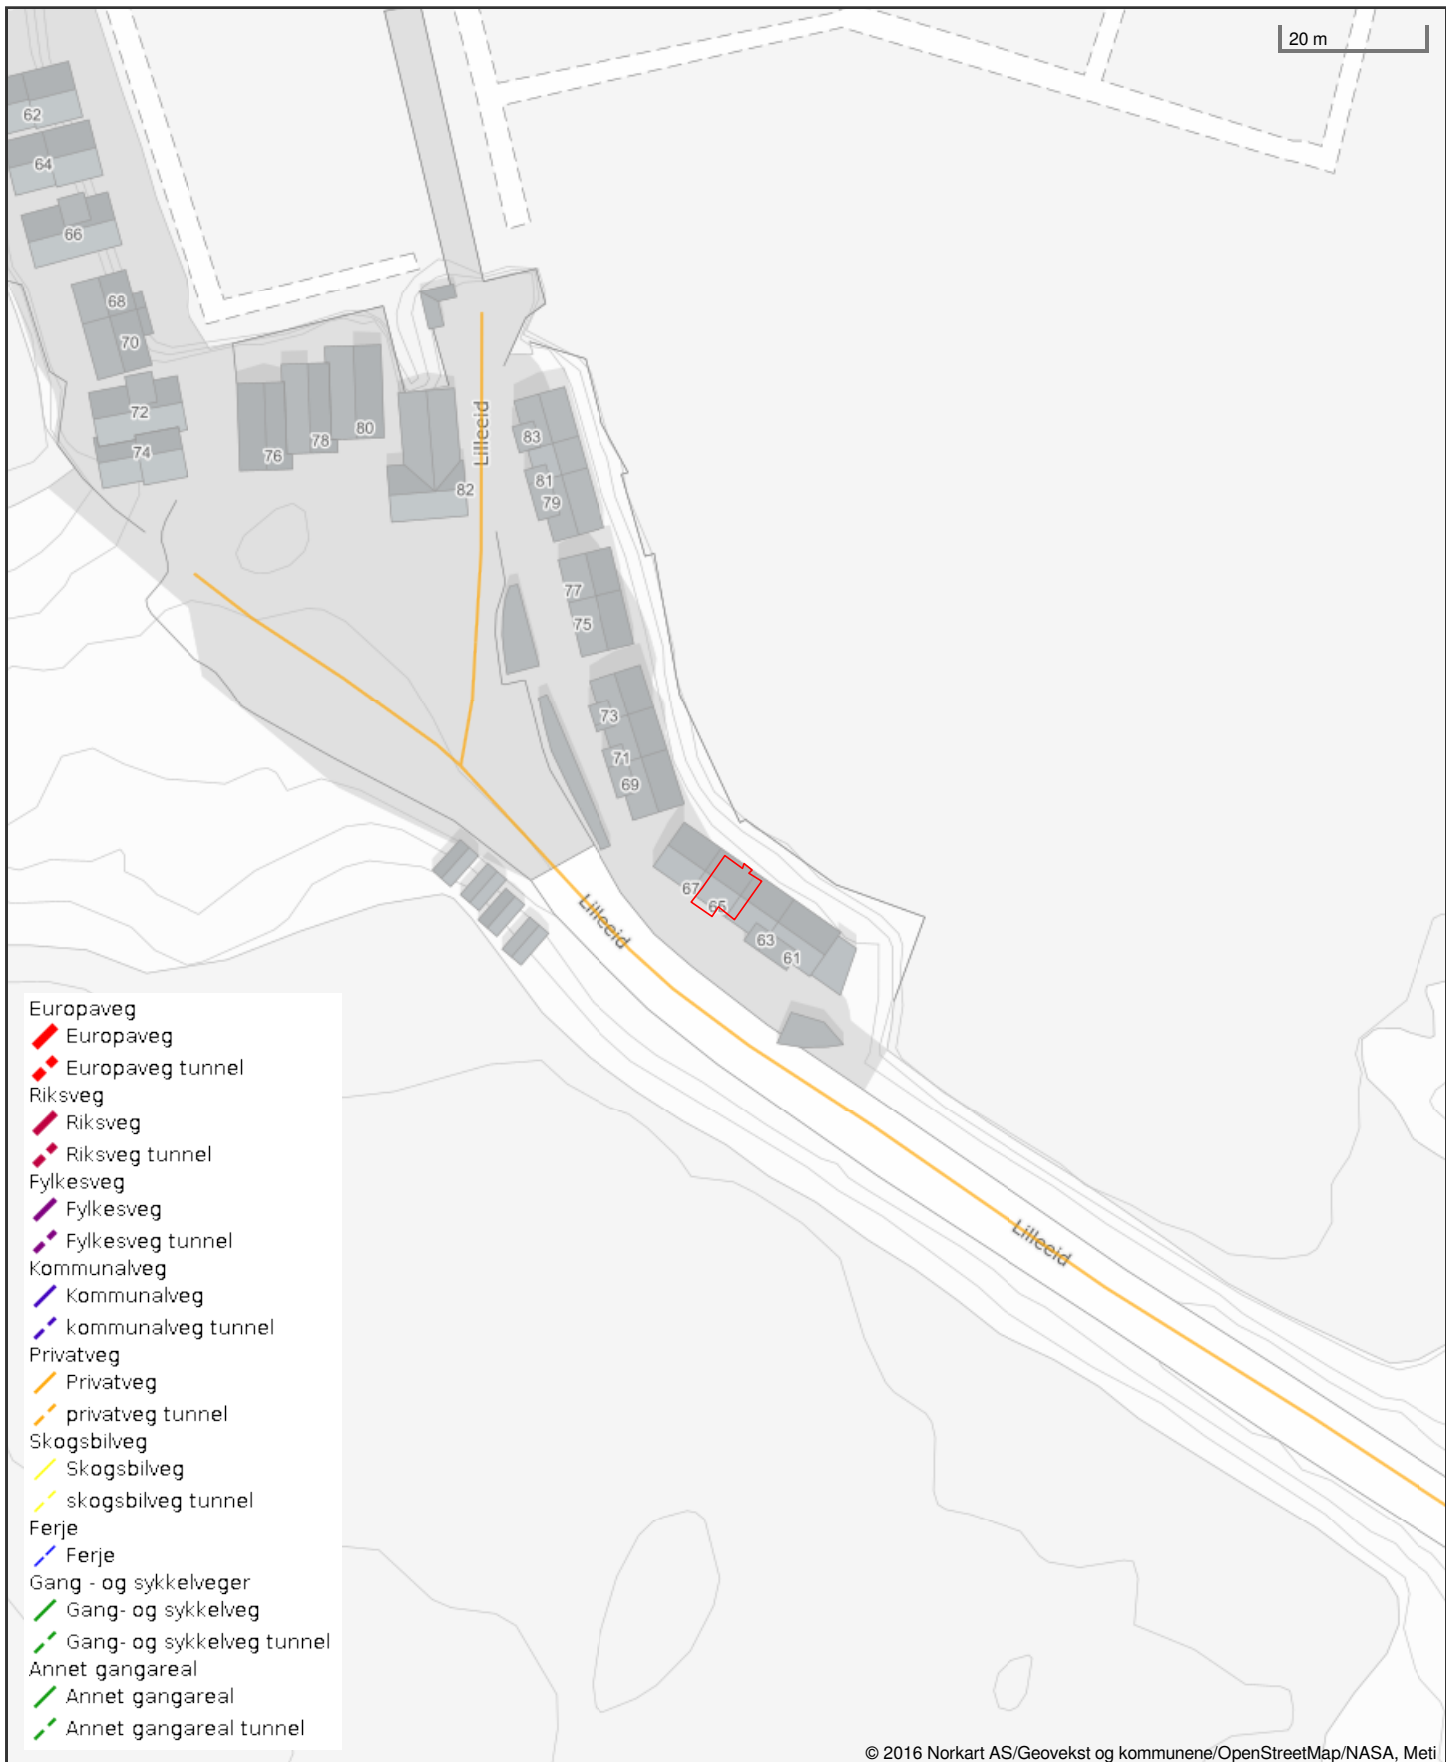 20 m
62
64
66
68
70
72
74
76
78
80
82
Lilleeid
83
81
79
77
75
73
71
69
67
65
63
61
Lilleeid
Lilleeid
Europaveg
Europaveg
Europaveg tunnel
Riksveg
Riksveg
Riksveg tunnel
Fylkesveg
Fylkesveg
Fylkesveg tunnel
Kommunalveg
Kommunalveg
kommunalveg tunnel
Privatveg
Privatveg
privatveg tunnel
Skogsbilveg
Skogsbilveg
skogsbilveg tunnel
Ferje
Ferje
Gang - og sykkelveger
Gang- og sykkelveg
Gang- og sykkelveg tunnel
Annet gangareal
Annet gangareal
Annet gangareal tunnel
© 2016 Norkart AS/Geovekst og kommunene/OpenStreetMap/NASA, Meti